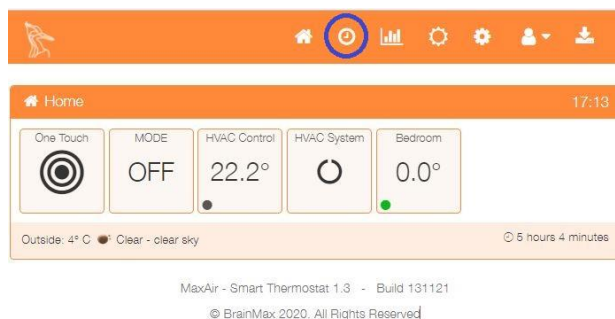 Home 17:13
One Touch MODE HVAC Control HVAC System Bedroom
OFF 22.2° 0.0°
Outside: 4° C Clear - clear sky 5 hours 4 minutes
MaxAir - Smart Thermostat 1.3 - Build 131121
© BrainMax 2020. All Rights Reserved